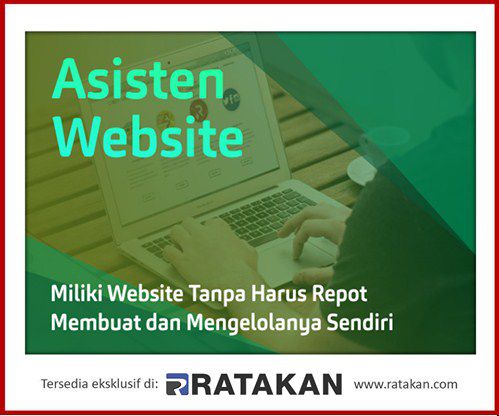 Asisten
Website
Miliki Website Tanpa Harus Repot
Membuat dan Mengelolanya Sendiri
Tersedia eksklusif di: RATAKAN www.ratakan.com